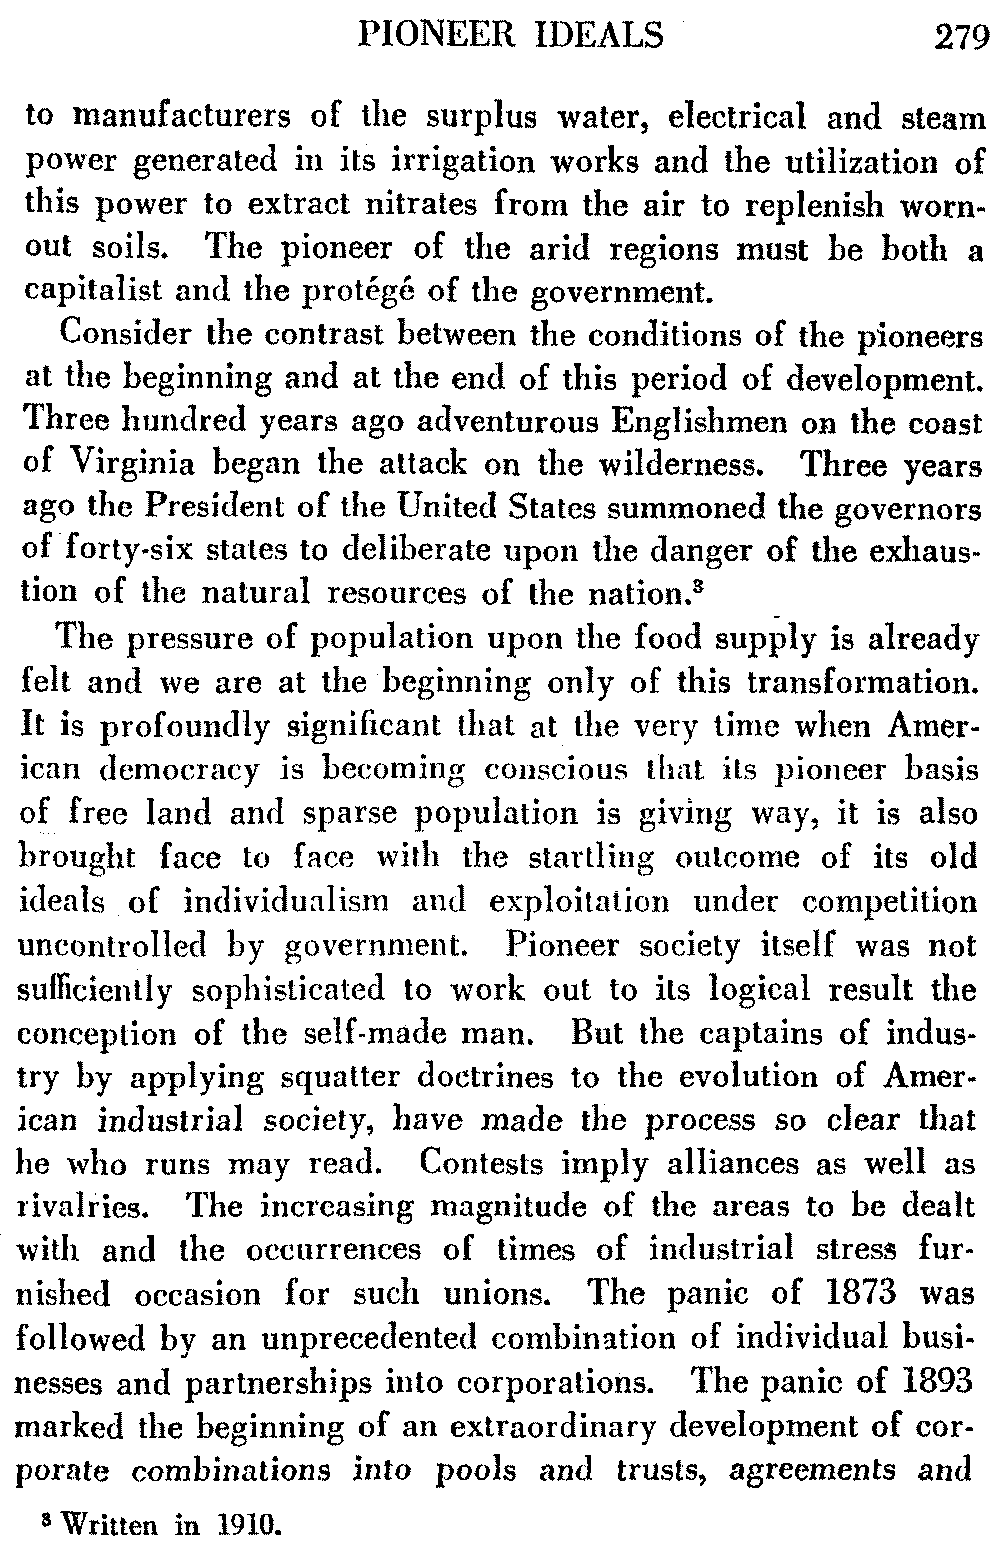 PIONEER IDEALS 279
to manufacturers of the surplus water, electrical and steam
power generated in its irrigation works and the utilization of
this power to extract nitrates from the air to replenish worn-
out soils. The pioneer of the arid regions must be both a
capitalist and the protégé of the government.
Consider the contrast between the conditions of the pioneers
at the beginning and at the end of this period of development.
Three hundred years ago adventurous Englishmen on the coast
of Virginia began the attack on the wilderness. Three years
ago the President of the United States summoned the governors
of forty-six states to deliberate upon the danger of the exhaus-
tion of the natural resources of the nation.³
The pressure of population upon the food supply is already
felt and we are at the beginning only of this transformation.
It is profoundly significant that at the very time when Amer-
ican democracy is becoming conscious that its pioneer basis
of free land and sparse population is giving way, it is also
brought face to face with the startling outcome of its old
ideals of individualism and exploitation under competition
uncontrolled by government. Pioneer society itself was not
sufficiently sophisticated to work out to its logical result the
conception of the self-made man. But the captains of indus-
try by applying squatter doctrines to the evolution of Amer-
ican industrial society, have made the process so clear that
he who runs may read. Contests imply alliances as well as
rivalries. The increasing magnitude of the areas to be dealt
with and the occurrences of times of industrial stress fur-
nished occasion for such unions. The panic of 1873 was
followed by an unprecedented combination of individual busi-
nesses and partnerships into corporations. The panic of 1893
marked the beginning of an extraordinary development of cor-
porate combinations into pools and trusts, agreements and
³ Written in 1910.